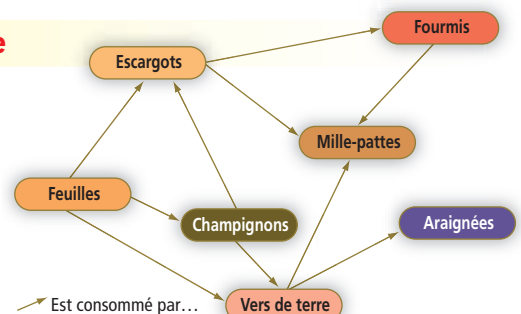 e
Fourmis
Escargots
Mille-pattes
Feuilles
Champignons
Araignées
Est consommé par...
Vers de terre